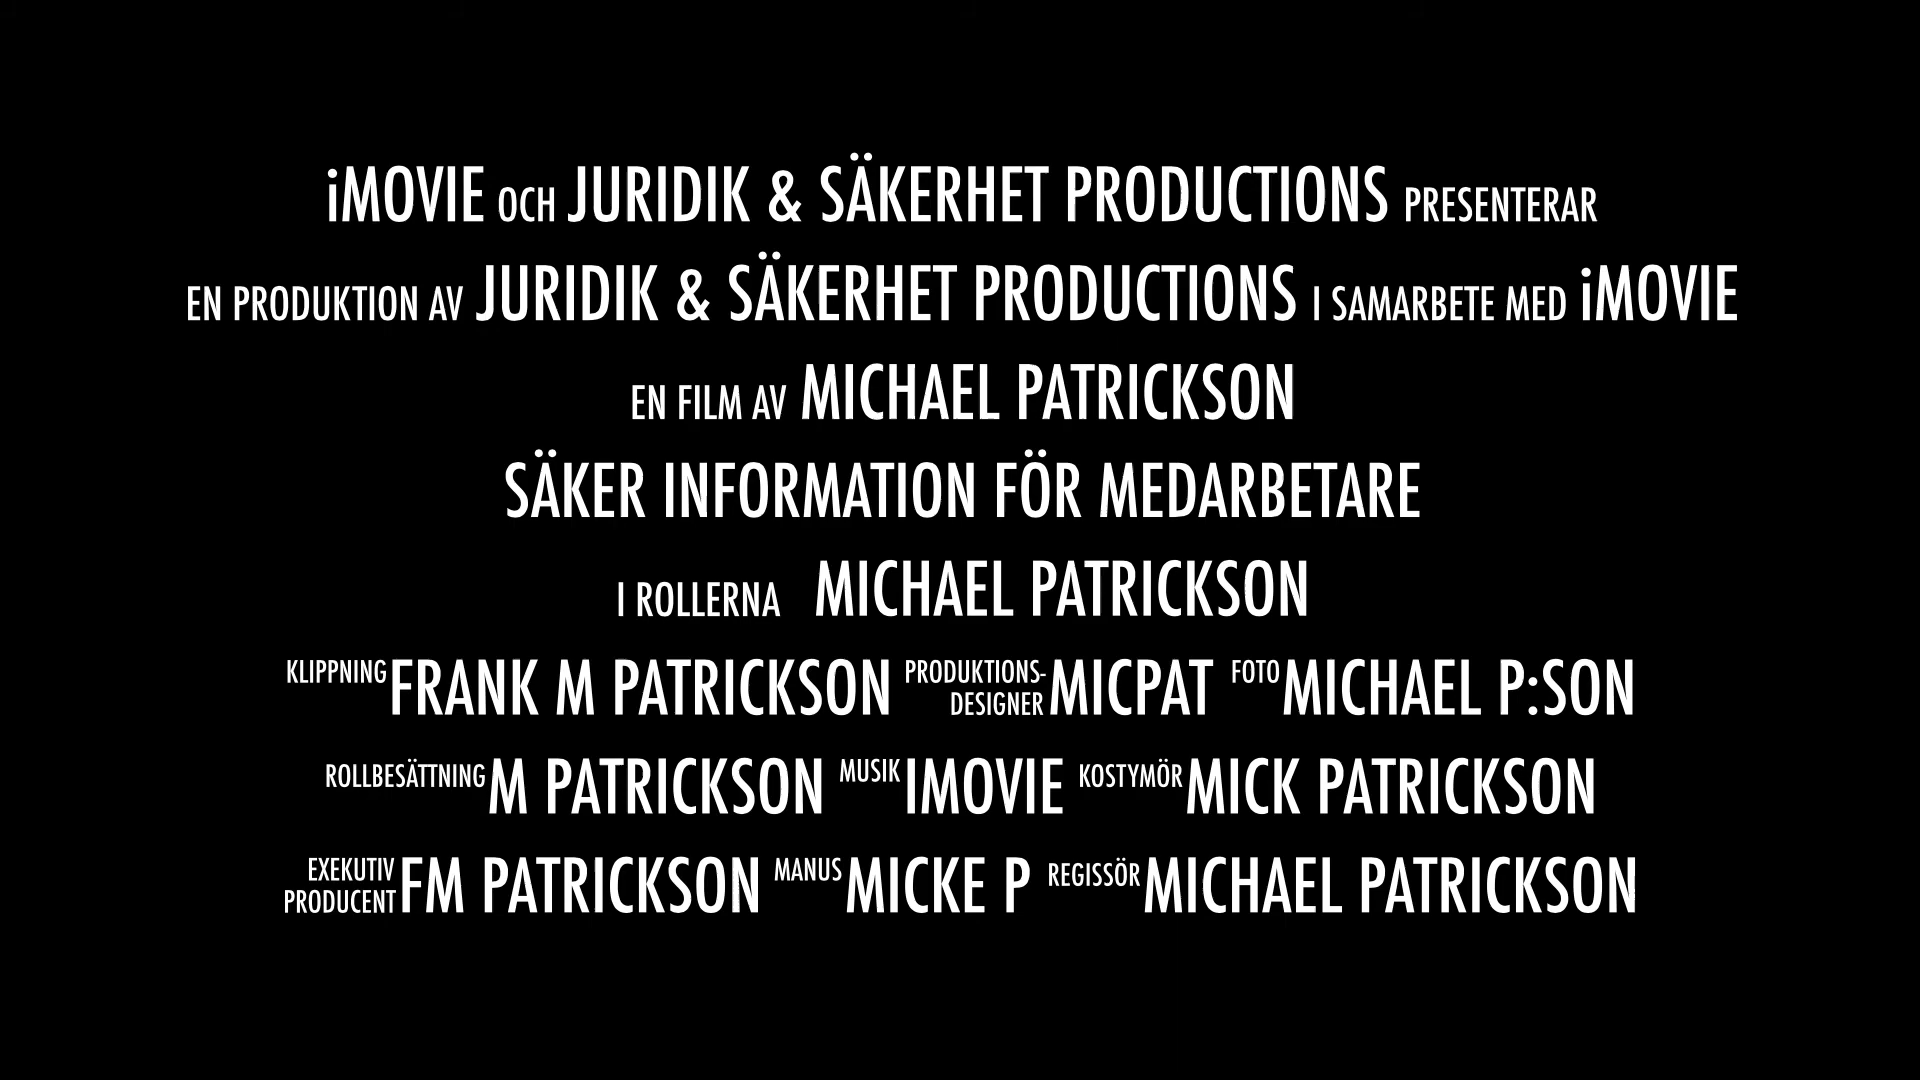 iMOVIE OCH JURIDIK & SÄKERHET PRODUCTIONS PRESENTERAR
EN PRODUKTION AV JURIDIK & SÄKERHET PRODUCTIONS I SAMARBETE MED iMOVIE
EN FILM AV MICHAEL PATRICKSON
SÄKER INFORMATION FÖR MEDARBETARE
I ROLLERNA MICHAEL PATRICKSON
KLIPPNING FRANK M PATRICKSON PRODUKTIONS-DESIGNER MICPAT FOTO MICHAEL P:SON
ROLLBESÄTTNING M PATRICKSON MUSIK IMOVIE KOSTYMÖR MICK PATRICKSON
EXEKUTIV PRODUCENT FM PATRICKSON MANUS MICKE P REGISSÖR MICHAEL PATRICKSON